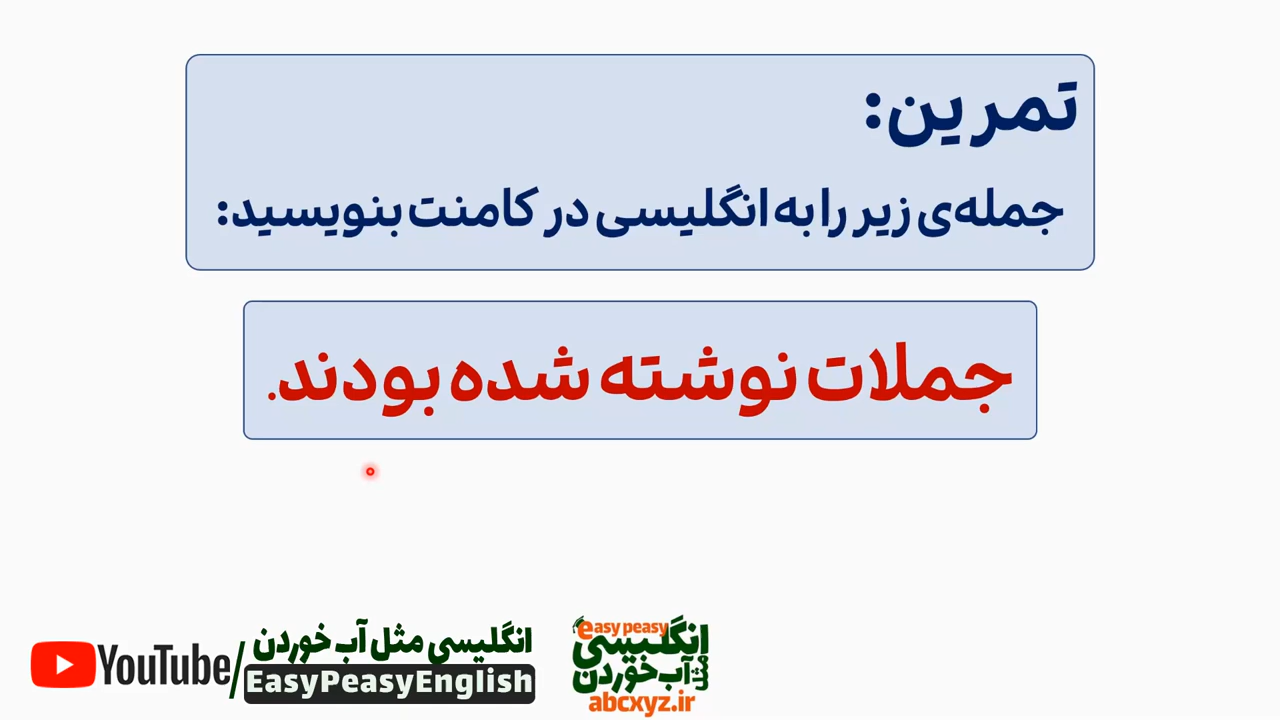 تمرین:
جمله‌ی زیر را به انگلیسی در کامنت بنویسید:
جملات نوشته شده بودند.
YouTube/انگلیسی مثل آب خوردن
EasyPeasyEnglish
easy peasy
انگلیسی
مثل آب خوردن
abcxyz.ir